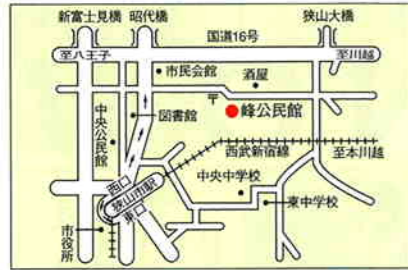 新富士見橋
昭代橋
狭山大橋
国道16号
至八王子
至川越
市民会館
酒屋
〒
峰公民館
図書館
中央公民館
西武新宿線
至本川越
西口
狭山市駅
東口
中央中学校
東中学校
市役所